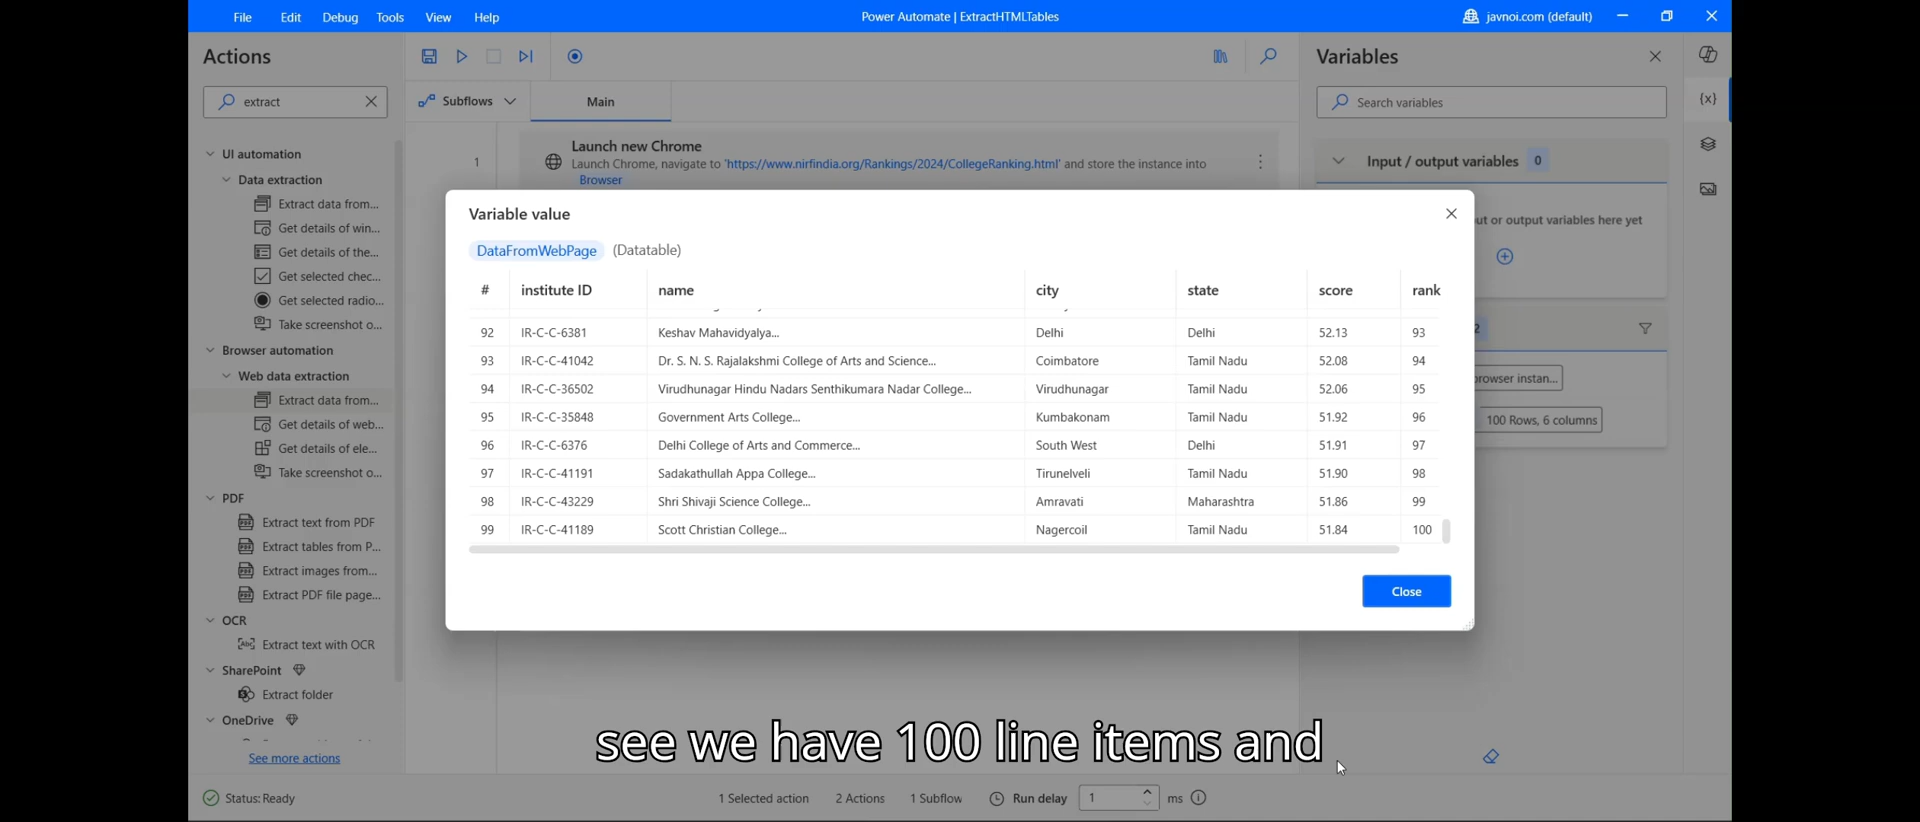 File Edit Debug Tools View Help Power Automate | ExtractHTMLTables javnoi.com (default)
Actions
extract
UI automation
Data extraction
Extract data from...
Get details of win...
Get details of the...
Get selected chec...
Get selected radio...
Take screenshot o...
Browser automation
Web data extraction
Extract data from...
Get details of web...
Get details of ele...
Take screenshot o...
PDF
Extract text from PDF
Extract tables from P...
Extract images from...
Extract PDF file page...
OCR
Extract text with OCR
SharePoint
Extract folder
OneDrive
See more actions
Subflows Main
1 Launch new Chrome
Launch Chrome, navigate to 'https://www.nirfindia.org/Rankings/2024/CollegeRanking.html' and store the instance into
Browser
Variables
Search variables
Input / output variables 0
or output variables here yet
2
browser instan...
100 Rows, 6 columns
Variable value
DataFromWebPage (Datatable)
# institute ID name city state score rank
92 IR-C-C-6381 Keshav Mahavidyalya... Delhi Delhi 52.13 93
93 IR-C-C-41042 Dr. S. N. S. Rajalakshmi College of Arts and Science... Coimbatore Tamil Nadu 52.08 94
94 IR-C-C-36502 Virudhunagar Hindu Nadars Senthikumara Nadar College... Virudhunagar Tamil Nadu 52.06 95
95 IR-C-C-35848 Government Arts College... Kumbakonam Tamil Nadu 51.92 96
96 IR-C-C-6376 Delhi College of Arts and Commerce... South West Delhi 51.91 97
97 IR-C-C-41191 Sadakathullah Appa College... Tirunelveli Tamil Nadu 51.90 98
98 IR-C-C-43229 Shri Shivaji Science College... Amravati Maharashtra 51.86 99
99 IR-C-C-41189 Scott Christian College... Nagercoil Tamil Nadu 51.84 100
Close
see we have 100 line items and
Status: Ready 1 Selected action 2 Actions 1 Subflow Run delay 1 ms